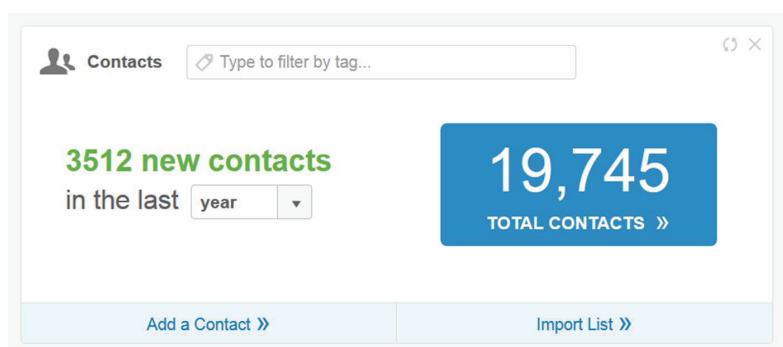 Contacts
Type to filter by tag...
3512 new contacts
in the last year
19,745
TOTAL CONTACTS »
Add a Contact »
Import List »